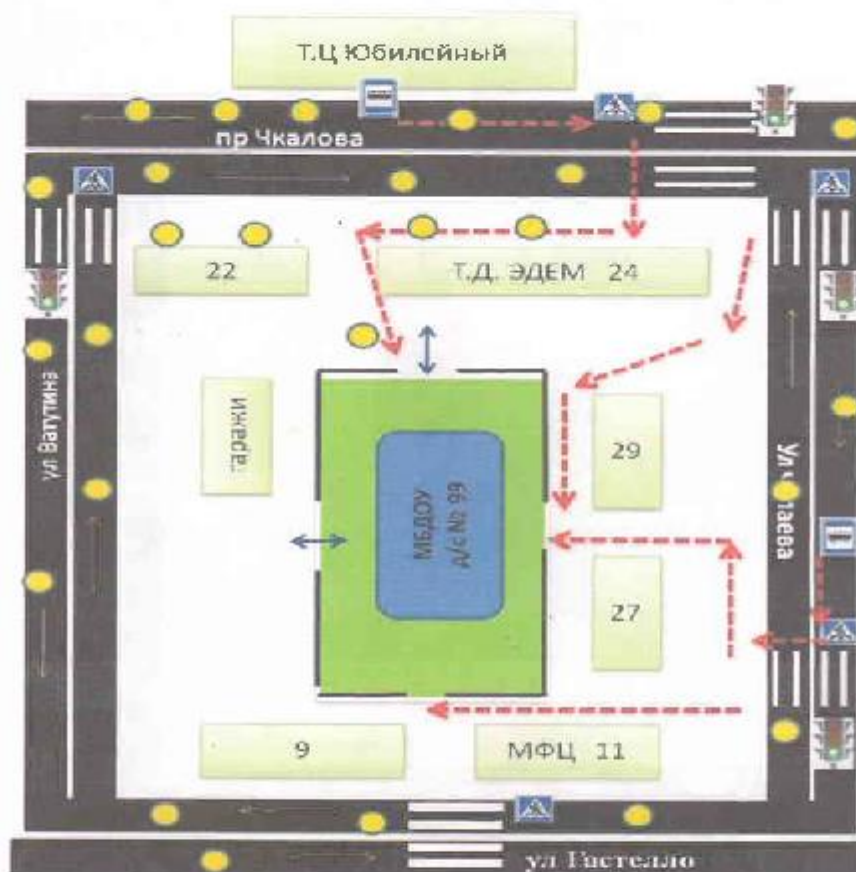 Т.Ц Юбилейный
пр Чкалова
22
Т.Д. ЭДЕМ 24
ул Ватутина
гаражи
МБДОУ
д/с № 99
29
27
9
МФЦ 11
ул Гастелло